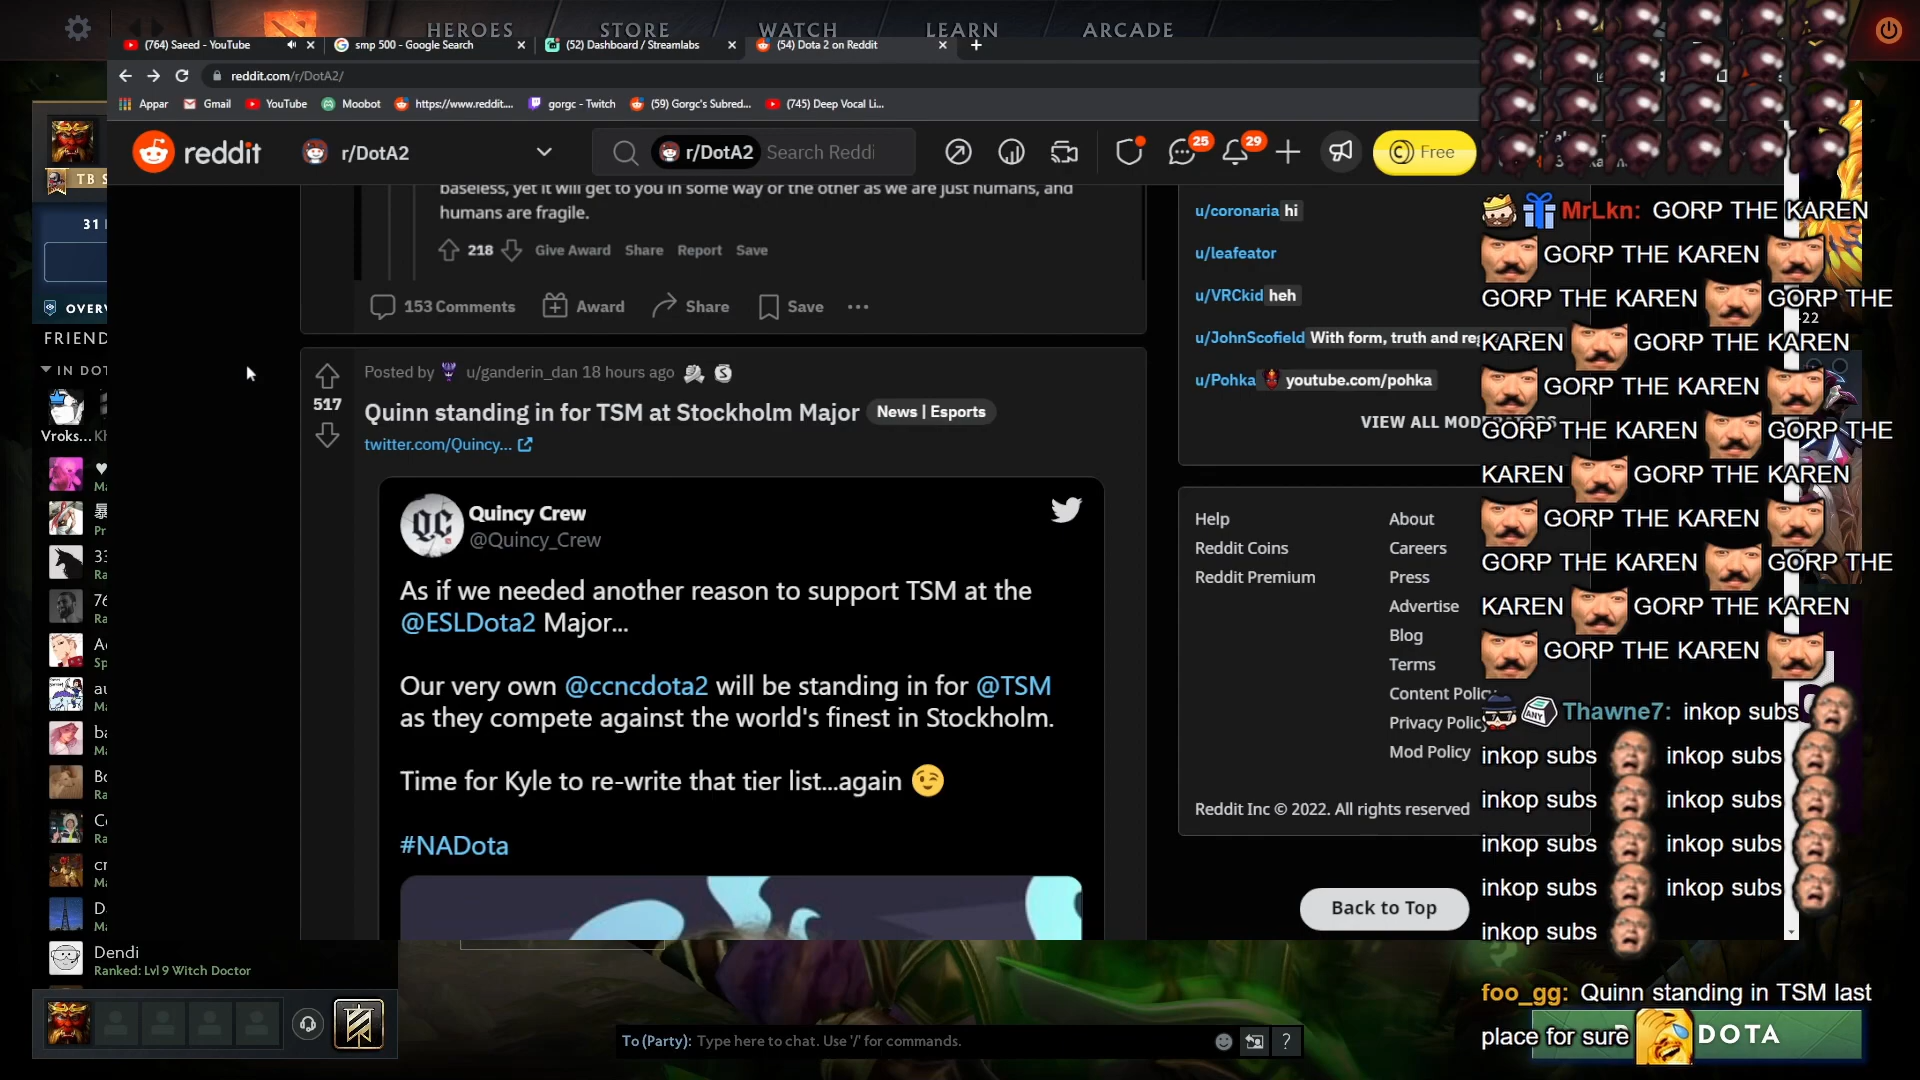 HEROES STORE WATCH LEARN ARCADE
(764) Saeed - YouTube smp 500 - Google Search (52) Dashboard / Streamlabs (54) Dota 2 on Reddit
reddit.com/r/DotA2/
Appar Gmail YouTube Moobot https://www.reddit.... gorgc - Twitch (59) Gorgc's Subred... (745) Deep Vocal Li...
reddit r/DotA2 r/DotA2 Search Reddi 25 29 Free
TB S
31
OVERV
FRIEND
IN DOT
Vroks...
Dendi
Ranked: Lvl 9 Witch Doctor
baseless, yet it will get to you in some way or the other as we are just humans, and
humans are fragile.
218 Give Award Share Report Save
153 Comments Award Share Save
Posted by u/ganderin_dan 18 hours ago
517
Quinn standing in for TSM at Stockholm Major News | Esports
twitter.com/Quincy...
QC
Quincy Crew
@Quincy_Crew
As if we needed another reason to support TSM at the
@ESLDota2 Major...
Our very own @ccncdota2 will be standing in for @TSM
as they compete against the world's finest in Stockholm.
Time for Kyle to re-write that tier list...again
#NADota
u/coronaria hi
u/leafeator
u/VRCkid heh
u/JohnScofield With form, truth and re
u/Pohka youtube.com/pohka
VIEW ALL MOD
Help About
Reddit Coins Careers
Reddit Premium Press
Advertise
Blog
Terms
Content Policy
Privacy Policy
Mod Policy
Reddit Inc © 2022. All rights reserved
Back to Top
MrLkn: GORP THE KAREN
GORP THE KAREN
GORP THE KAREN GORP THE
KAREN GORP THE KAREN
GORP THE KAREN
GORP THE KAREN GORP THE
KAREN GORP THE KAREN
GORP THE KAREN
GORP THE KAREN GORP THE
KAREN GORP THE KAREN
GORP THE KAREN
ANY Thawne7: inkop subs
inkop subs inkop subs
inkop subs inkop subs
inkop subs inkop subs
inkop subs inkop subs
inkop subs
foo_gg: Quinn standing in TSM last
place for sure
DOTA
To (Party): Type here to chat. Use '/' for commands. ?